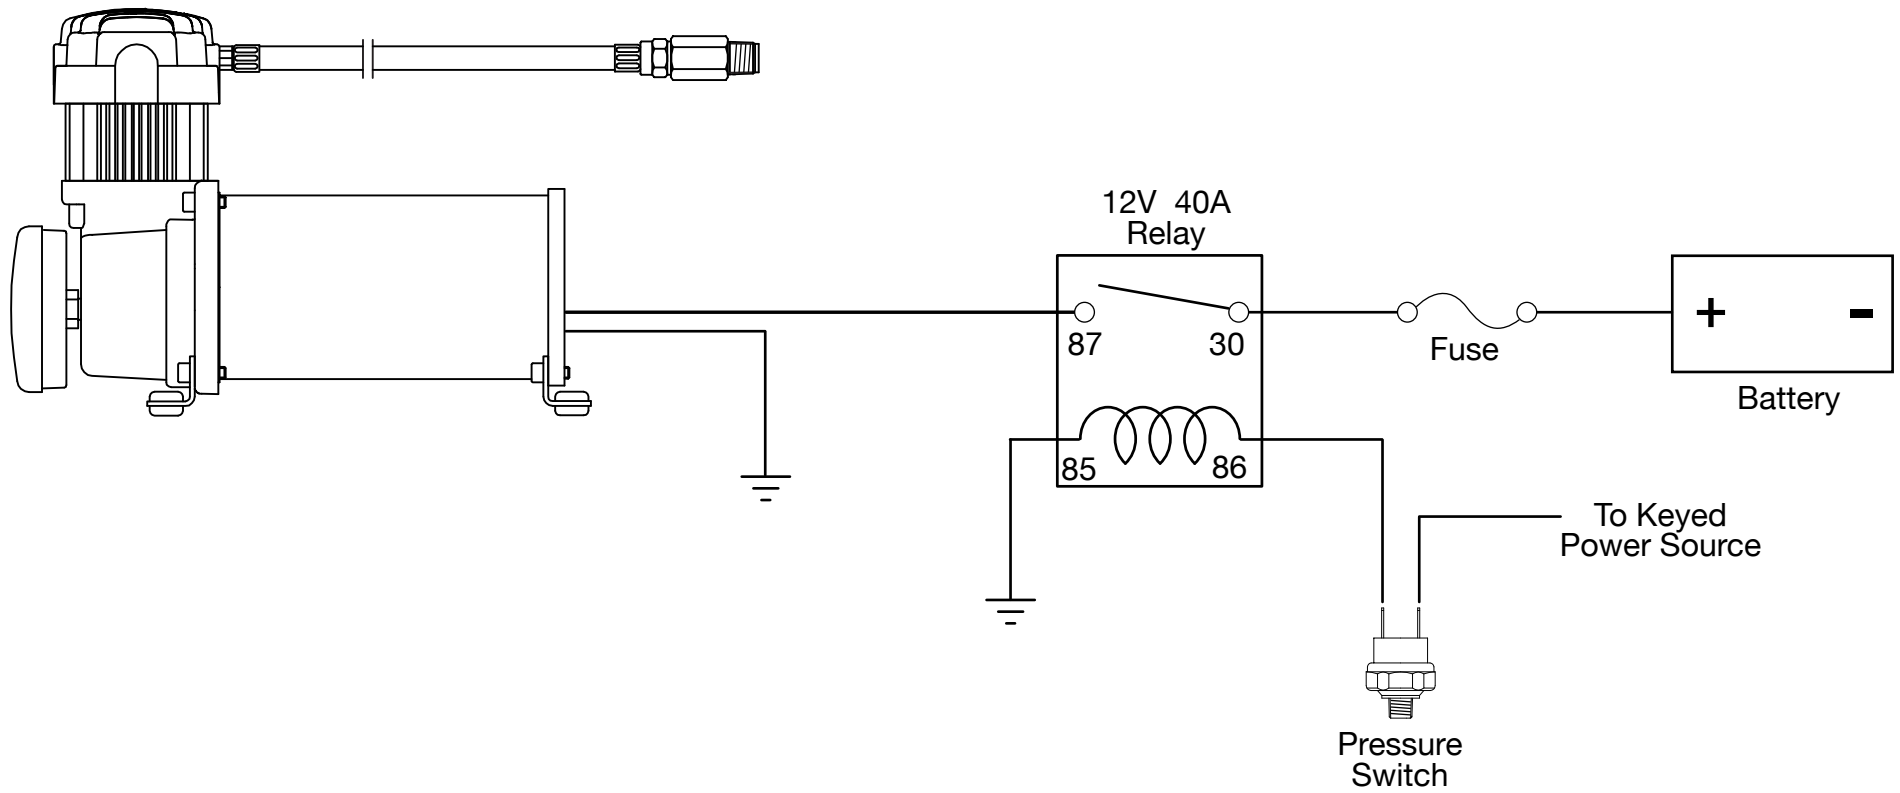 12V 40A
Relay
87
30
Fuse
+
-
Battery
85
86
To Keyed
Power Source
Pressure
Switch